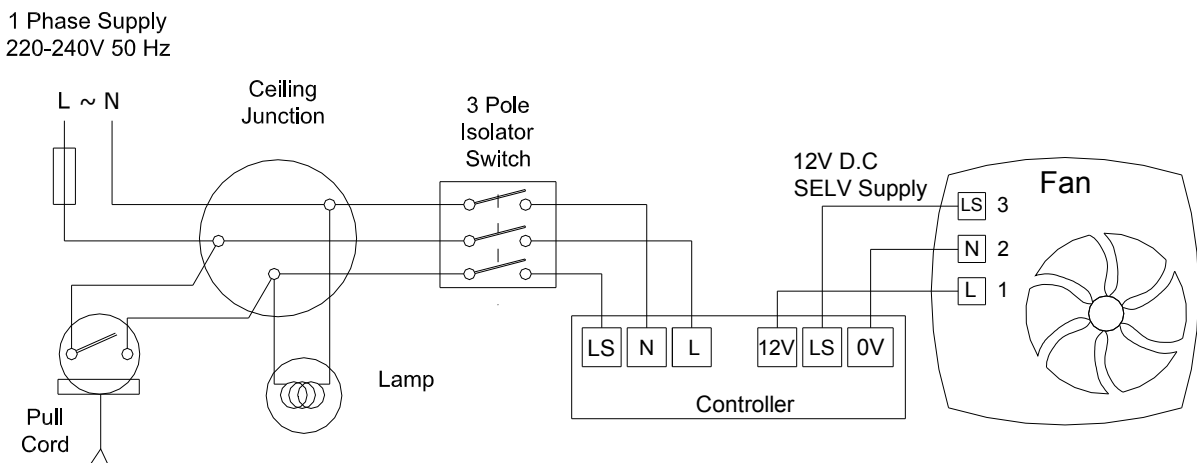 1 Phase Supply
220-240V 50 Hz
L ~ N
Ceiling
Junction
3 Pole
Isolator
Switch
12V D.C
SELV Supply
Fan
LS 3
N 2
L 1
LS N L 12V LS 0V
Controller
Lamp
Pull
Cord